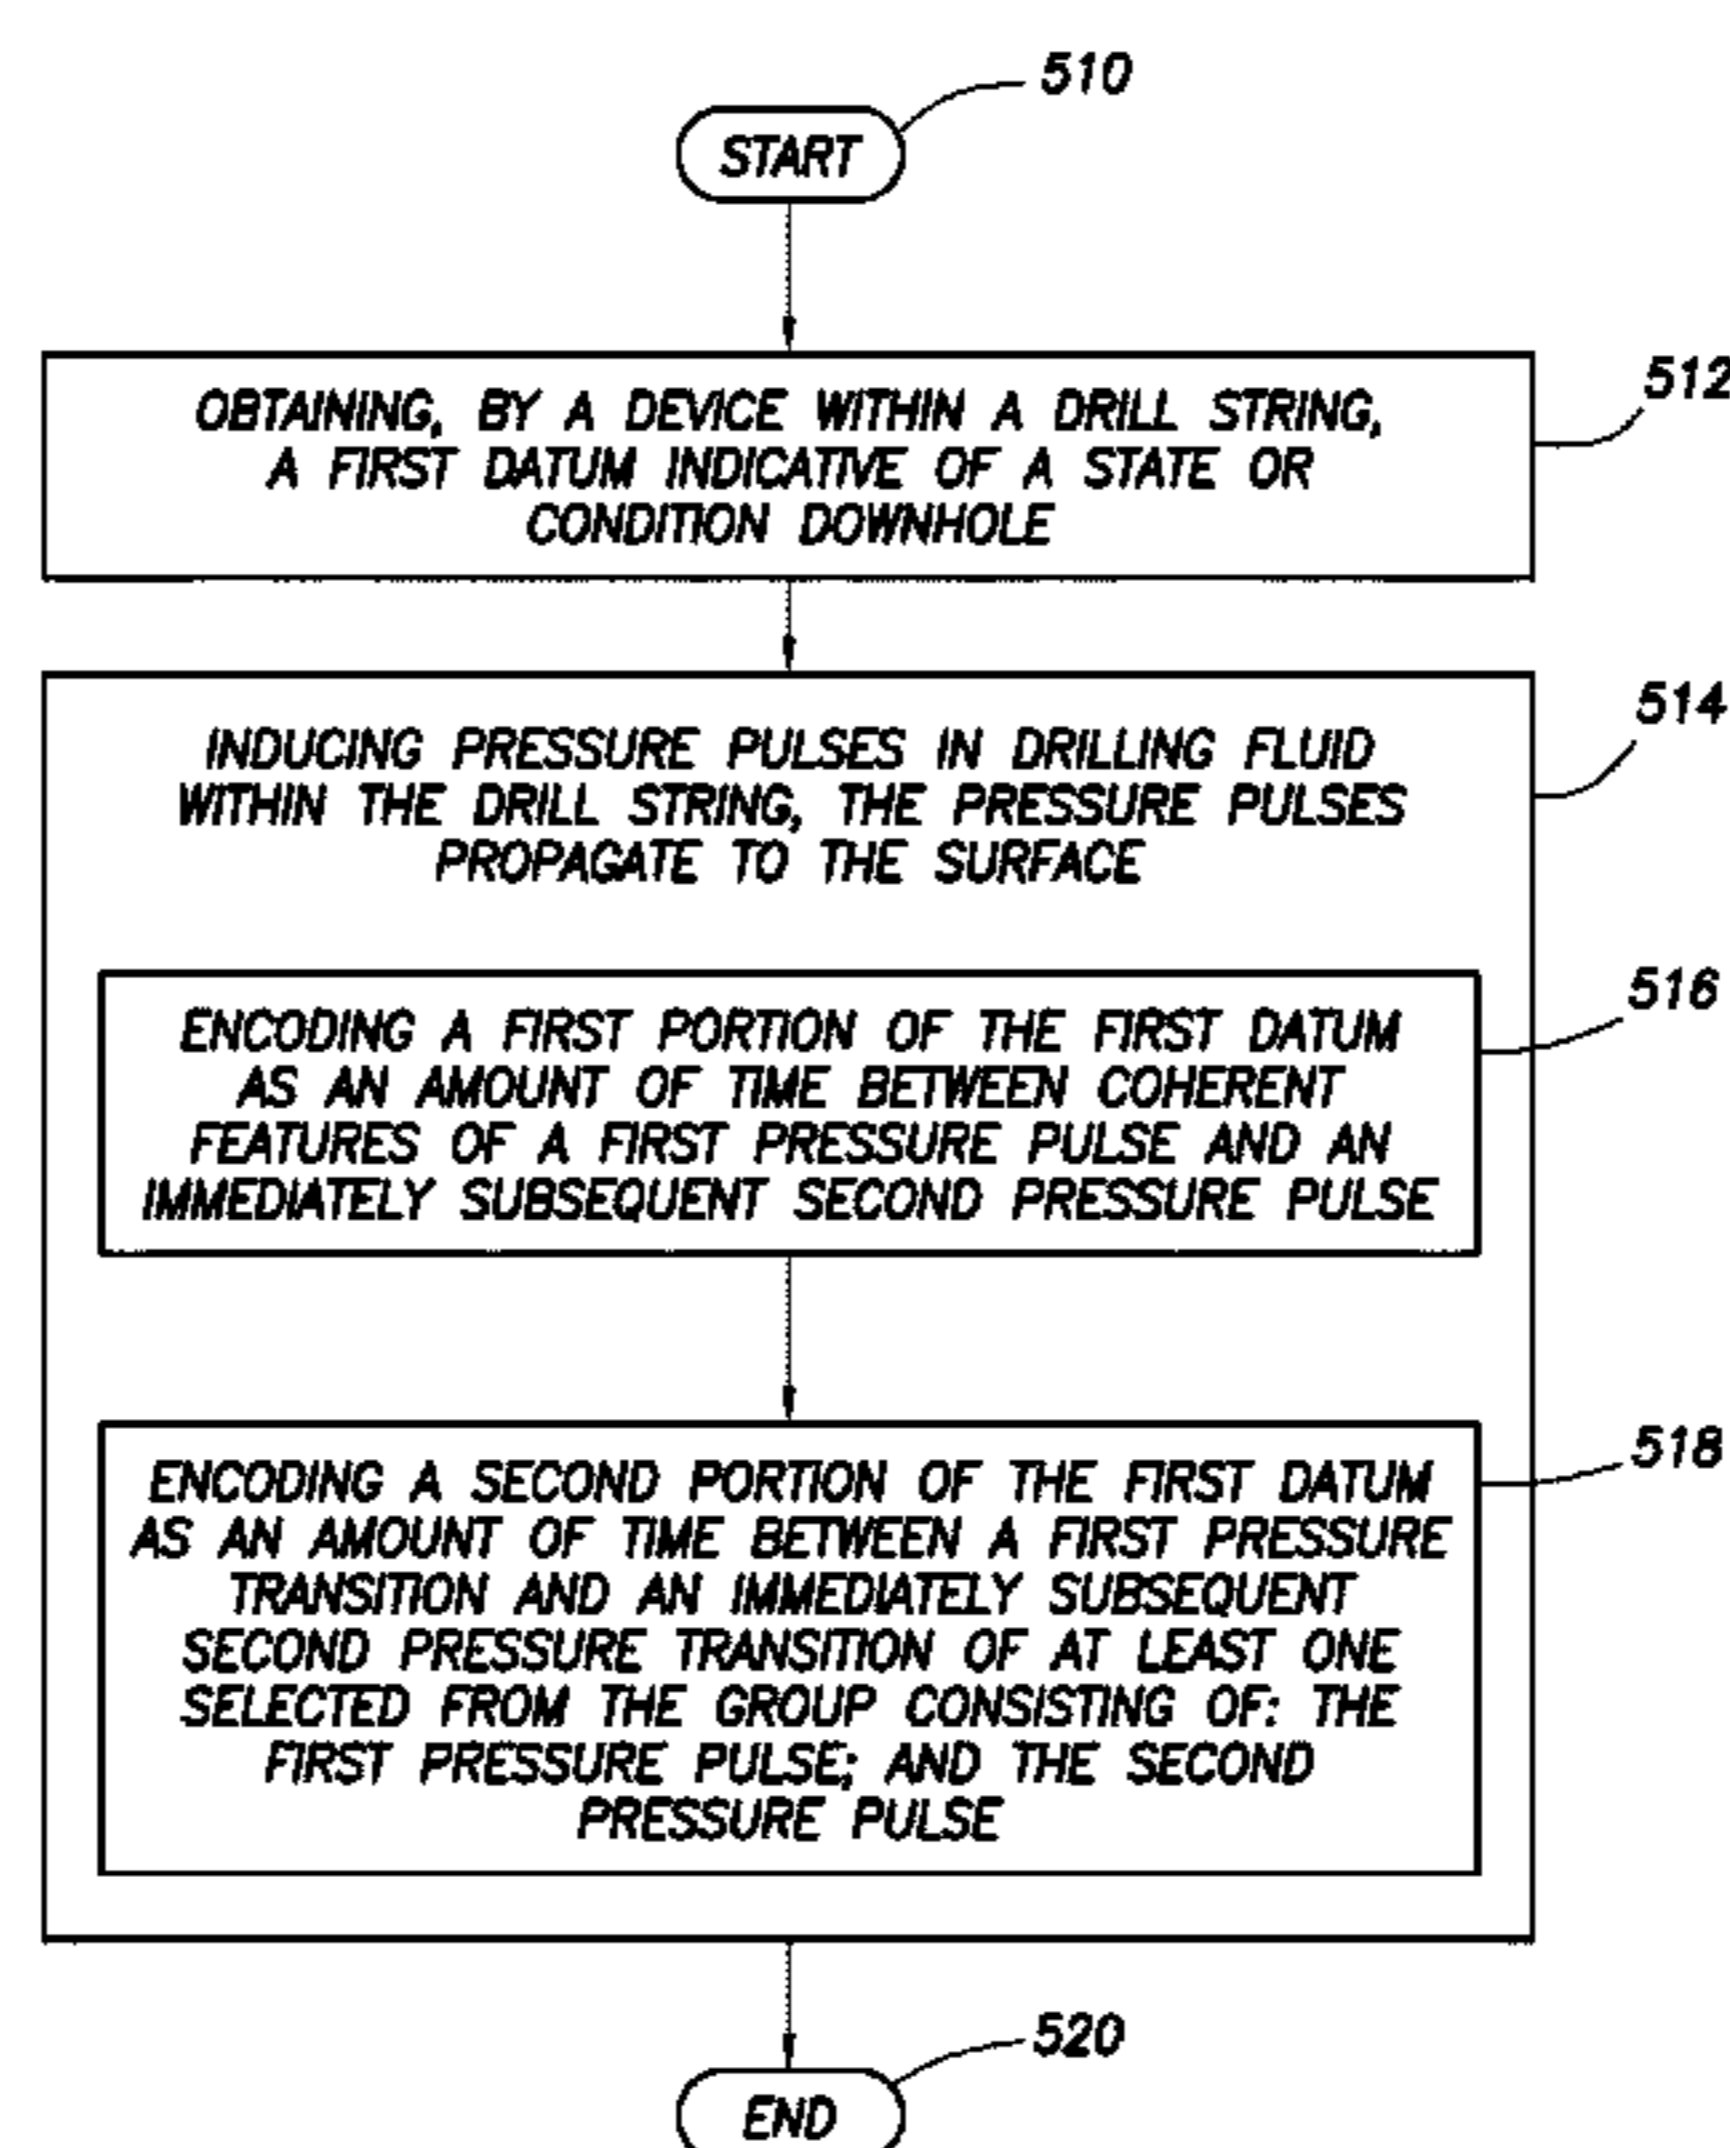 510
START
512
OBTAINING, BY A DEVICE WITHIN A DRILL STRING,
A FIRST DATUM INDICATIVE OF A STATE OR
CONDITION DOWNHOLE
514
INDUCING PRESSURE PULSES IN DRILLING FLUID
WITHIN THE DRILL STRING, THE PRESSURE PULSES
PROPAGATE TO THE SURFACE
516
ENCODING A FIRST PORTION OF THE FIRST DATUM
AS AN AMOUNT OF TIME BETWEEN COHERENT
FEATURES OF A FIRST PRESSURE PULSE AND AN
IMMEDIATELY SUBSEQUENT SECOND PRESSURE PULSE
518
ENCODING A SECOND PORTION OF THE FIRST DATUM
AS AN AMOUNT OF TIME BETWEEN A FIRST PRESSURE
TRANSITION AND AN IMMEDIATELY SUBSEQUENT
SECOND PRESSURE TRANSITION OF AT LEAST ONE
SELECTED FROM THE GROUP CONSISTING OF: THE
FIRST PRESSURE PULSE; AND THE SECOND
PRESSURE PULSE
520
END